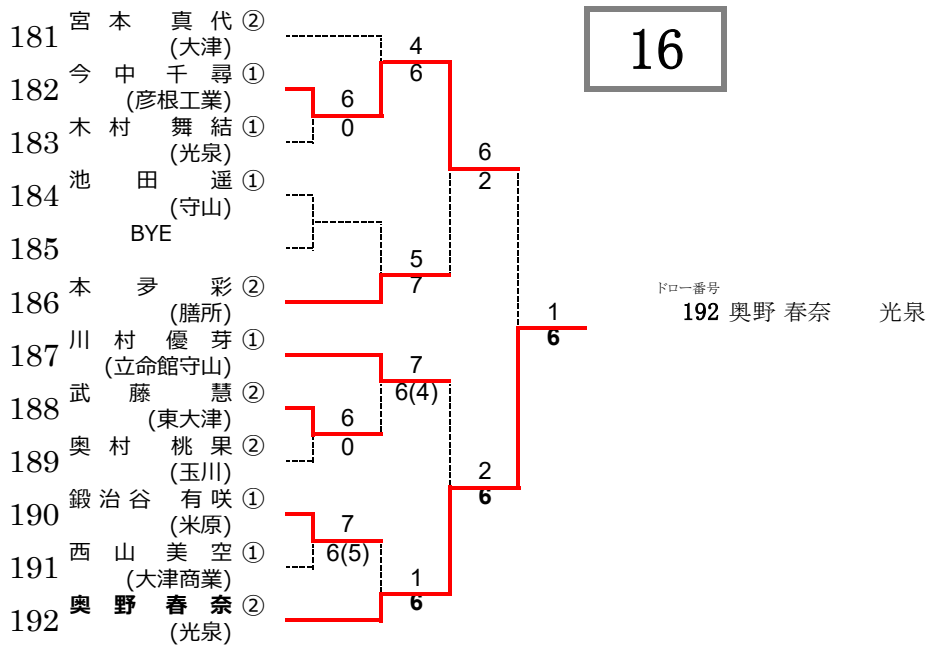 16
181 宮本 真代 ②
(大津)
182 今中千尋 ①
(彦根工業)
183 木村 舞結 ①
(光泉)
184 池田 遥 ①
(守山)
185 BYE
186 本多 彩 ②
(膳所)
187 川村優芽 ①
(立命館守山)
188 武藤 慧 ②
(東大津)
189 奥村 桃果 ②
(玉川)
190 鍛治谷 有咲 ①
(米原)
191 西山美空 ①
(大津商業)
192 奥野春奈 ②
(光泉)
6
0
6
0
7
6(5)
4
6
5
7
7
6(4)
1
6
6
2
2
6
1
6
ドロー番号
192 奥野 春奈 光泉